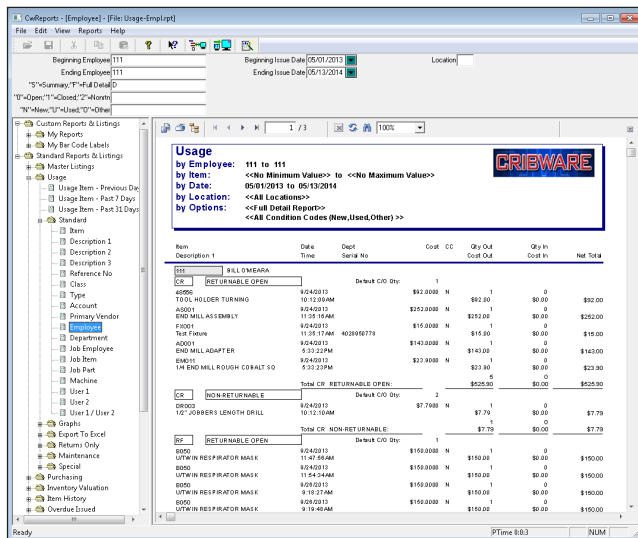 CwReports - [Employee] - [File: Usage-Empl.rpt]
File Edit View Reports Help
Beginning Employee 111 Beginning Issue Date 05/01/2013 Location
Ending Employee 111 Ending Issue Date 05/13/2014
"S"=Summary;"F"=Full Detail D
"0"=Open;"1"=Closed;"2"=Nonrtn
"N"=New;"U"=Used;"O"=Other
Custom Reports & Listings
My Reports
My Bar Code Labels
Standard Reports & Listings
Master Listings
Usage
Usage Item - Previous Day
Usage Item - Past 7 Days
Usage Item - Past 31 Days
Standard
Item
Description 1
Description 2
Description 3
Reference No
Class
Type
Account
Primary Vendor
Employee
Department
Job Employee
Job Item
Job Part
Machine
User 1
User 2
User 1 / User 2
Graphs
Export To Excel
Returns Only
Maintenance
Special
Purchasing
Inventory Valuation
Item History
Overdue Issued
1 / 3 100%
Usage
CRIBWARE
by Employee: 111 to 111
by Item: <<No Minimum Value>> to <<No Maximum Value>>
by Date: 05/01/2013 to 05/13/2014
by Location: <<All Locations>>
by Options: <<Full Detail Report>>
<<All Condition Codes (New,Used,Other) >>
Item Date Dept Cost CC Qty Out Qty In
Description 1 Time Serial No Cost Out Cost In Net Total
111 BILL O'MEARA
CR RETURNABLE OPEN Default C/O Qty: 1
48556 9/24/2013 $92.0000 N 1 0
TOOL HOLDER TURNING 10:12:09AM $92.00 $0.00 $92.00
AS001 9/24/2013 $252.0000 N 1 0
END MILL ASSEMBLY 11:35:16AM $252.00 $0.00 $252.00
FX001 9/24/2013 $15.0000 N 1 0
Test Fixture 11:35:17AM 4028950778 $15.00 $0.00 $15.00
AD001 9/24/2013 $143.0000 N 1 0
END MILL ADAPTER 5:33:22PM $143.00 $0.00 $143.00
EM011 9/24/2013 $23.9000 N 1 0
1/4 END MILL ROUGH COBALT SQ 5:33:23PM $23.90 $0.00 $23.90
5 0
Total CR RETURNABLE OPEN: $525.90 $0.00 $525.90
CR NON-RETURNABLE Default C/O Qty: 2
DR003 9/24/2013 $7.7900 N 1 0
1/2" JOBBERS LENGTH DRILL 10:12:10AM $7.79 $0.00 $7.79
1 0
Total CR NON-RETURNABLE: $7.79 $0.00 $7.79
RF RETURNABLE OPEN Default C/O Qty: 1
B050 9/24/2013 $150.0000 N 1 0
U/TWIN RESPIRATOR MASK 11:47:56AM $150.00 $0.00 $150.00
B050 9/24/2013 $150.0000 N 1 0
U/TWIN RESPIRATOR MASK 11:54:34AM $150.00 $0.00 $150.00
B050 9/26/2013 $150.0000 N 1 0
U/TWIN RESPIRATOR MASK 9:18:27AM $150.00 $0.00 $150.00
B050 9/26/2013 $150.0000 N 1 0
U/TWIN RESPIRATOR MASK 9:19:48AM $150.00 $0.00 $150.00
Ready PTime 0:0:3 NUM